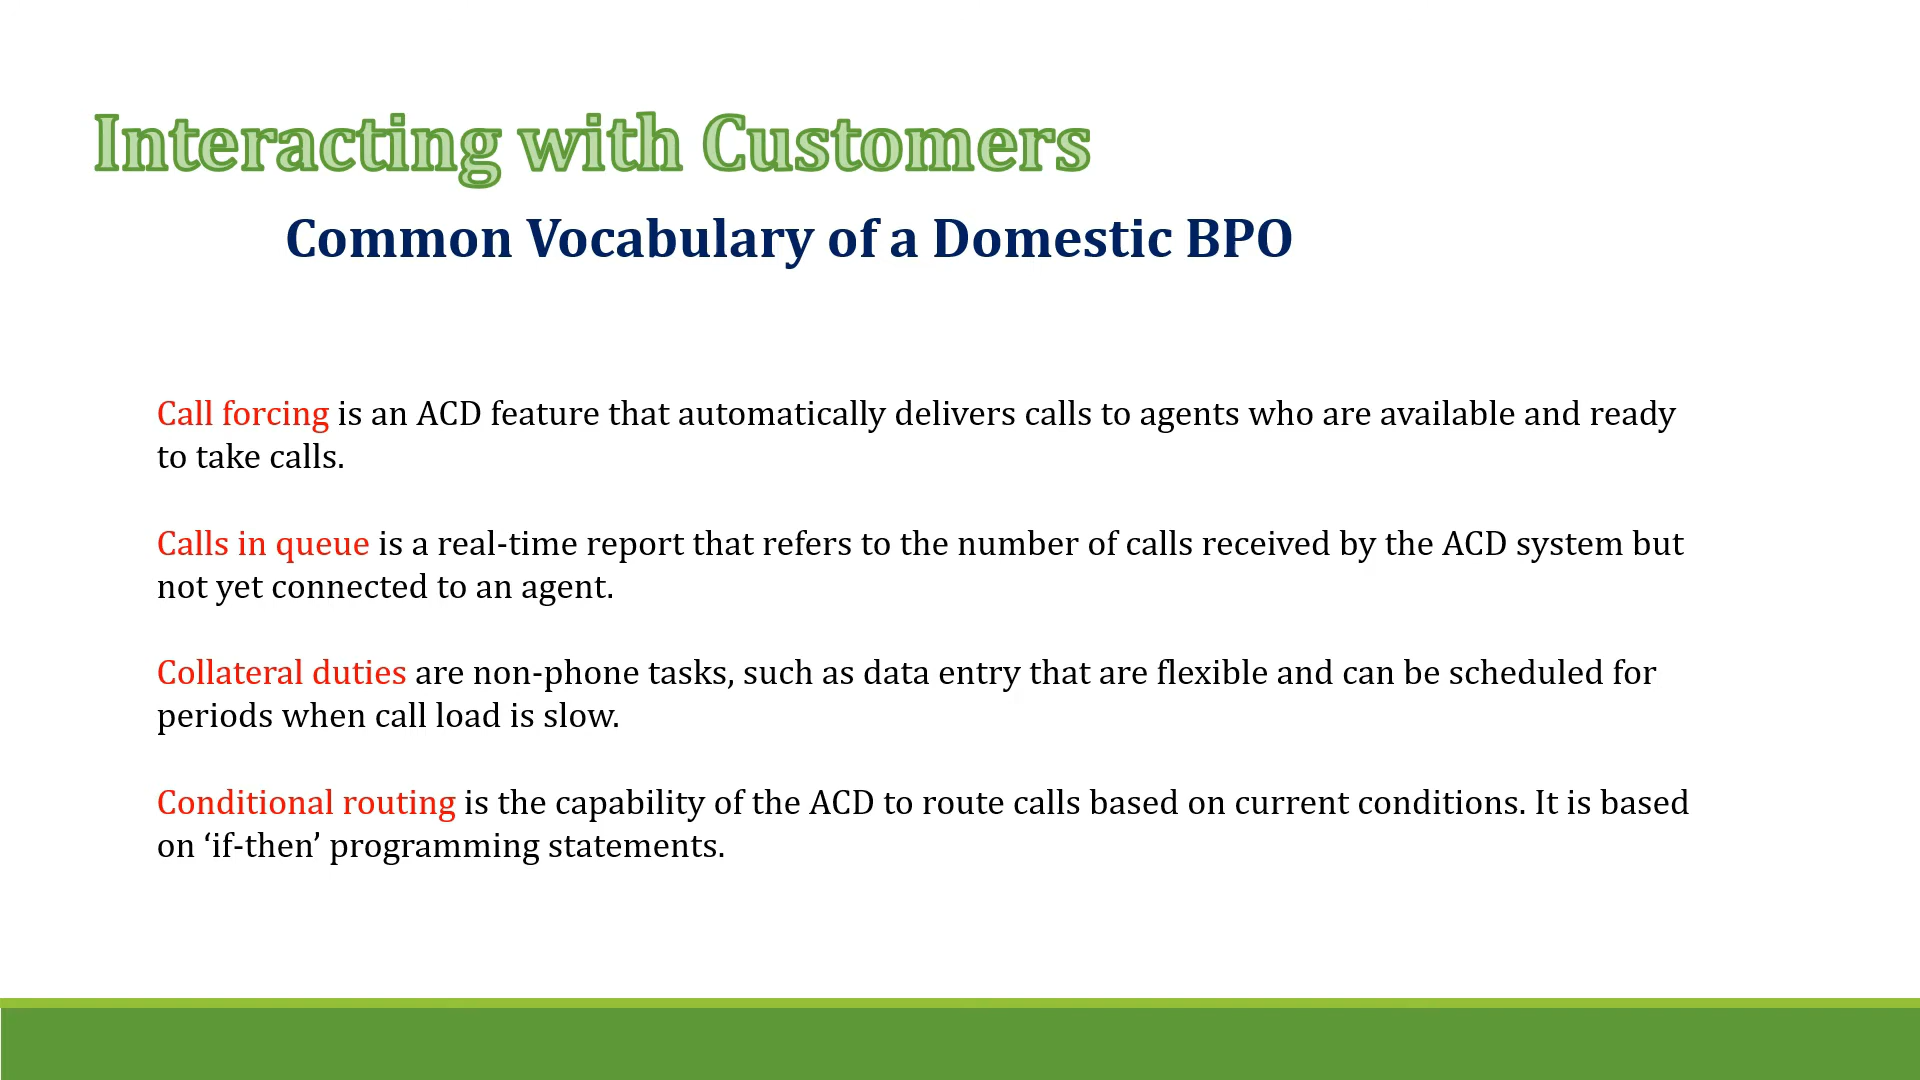 Interacting with Customers
Common Vocabulary of a Domestic BPO
Call forcing is an ACD feature that automatically delivers calls to agents who are available and ready
to take calls.
Calls in queue is a real-time report that refers to the number of calls received by the ACD system but
not yet connected to an agent.
Collateral duties are non-phone tasks, such as data entry that are flexible and can be scheduled for
periods when call load is slow.
Conditional routing is the capability of the ACD to route calls based on current conditions. It is based
on ‘if-then’ programming statements.